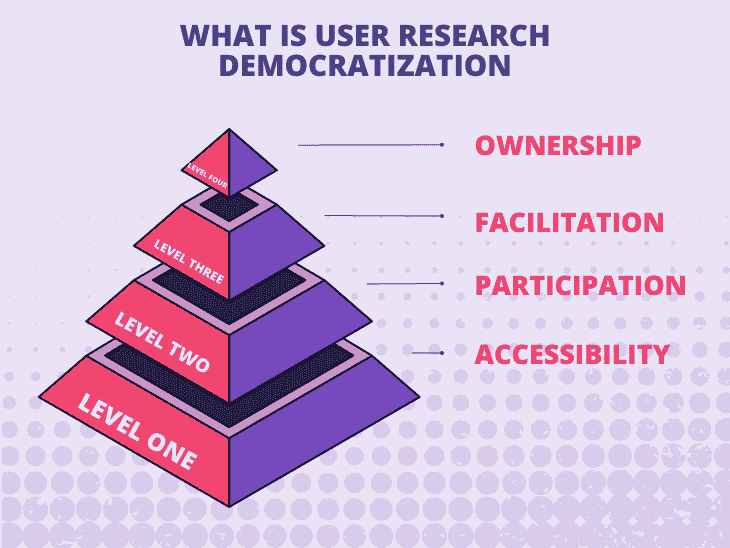 WHAT IS USER RESEARCH
DEMOCRATIZATION
LEVEL FOUR
OWNERSHIP
LEVEL THREE
FACILITATION
LEVEL TWO
PARTICIPATION
LEVEL ONE
ACCESSIBILITY